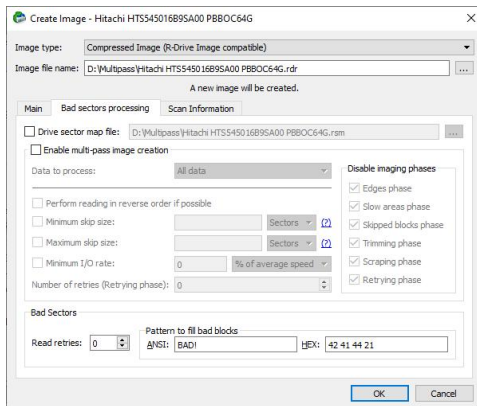 Create Image - Hitachi HTS545016B9SA00 PBBOC64G
Image type: Compressed Image (R-Drive Image compatible)
Image file name: D:\Multipass\Hitachi HTS545016B9SA00 PBBOC64G.rdr ...
A new image will be created.
Main Bad sectors processing Scan Information
Drive sector map file: D:\Multipass\Hitachi HTS545016B9SA00 PBBOC64G.rsm ...
Enable multi-pass image creation
Data to process: All data
Disable imaging phases
Edges phase
Perform reading in reverse order if possible
Slow areas phase
Minimum skip size: Sectors (?)
Skipped blocks phase
Maximum skip size: Sectors (?)
Trimming phase
Minimum I/O rate: 0 % of average speed
Scraping phase
Number of retries (Retrying phase): 0
Retrying phase
Bad Sectors
Pattern to fill bad blocks
Read retries: 0 ANSI: BAD! HEX: 42 41 44 21
OK Cancel